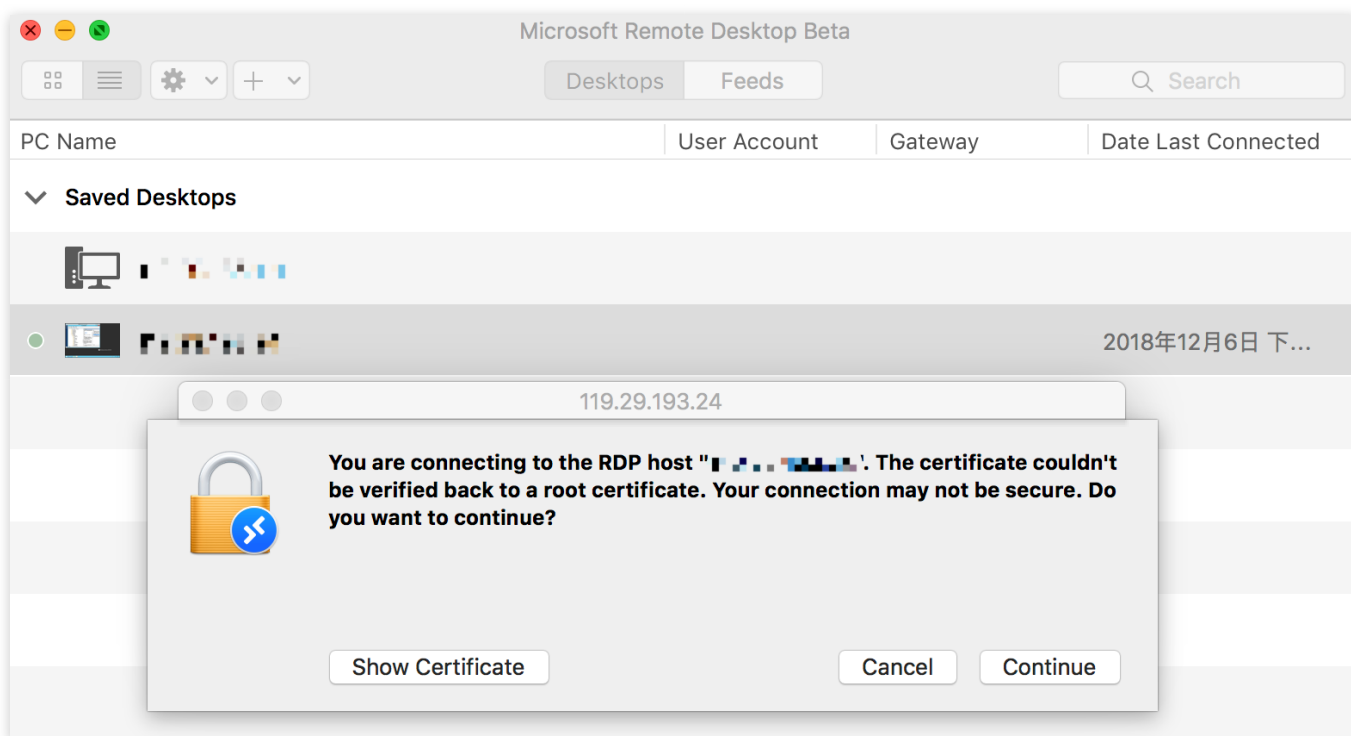 Microsoft Remote Desktop Beta
Desktops Feeds Search
PC Name User Account Gateway Date Last Connected
Saved Desktops
2018年12月6日 下...
119.29.193.24
You are connecting to the RDP host " ". The certificate couldn't
be verified back to a root certificate. Your connection may not be secure. Do
you want to continue?
Show Certificate Cancel Continue